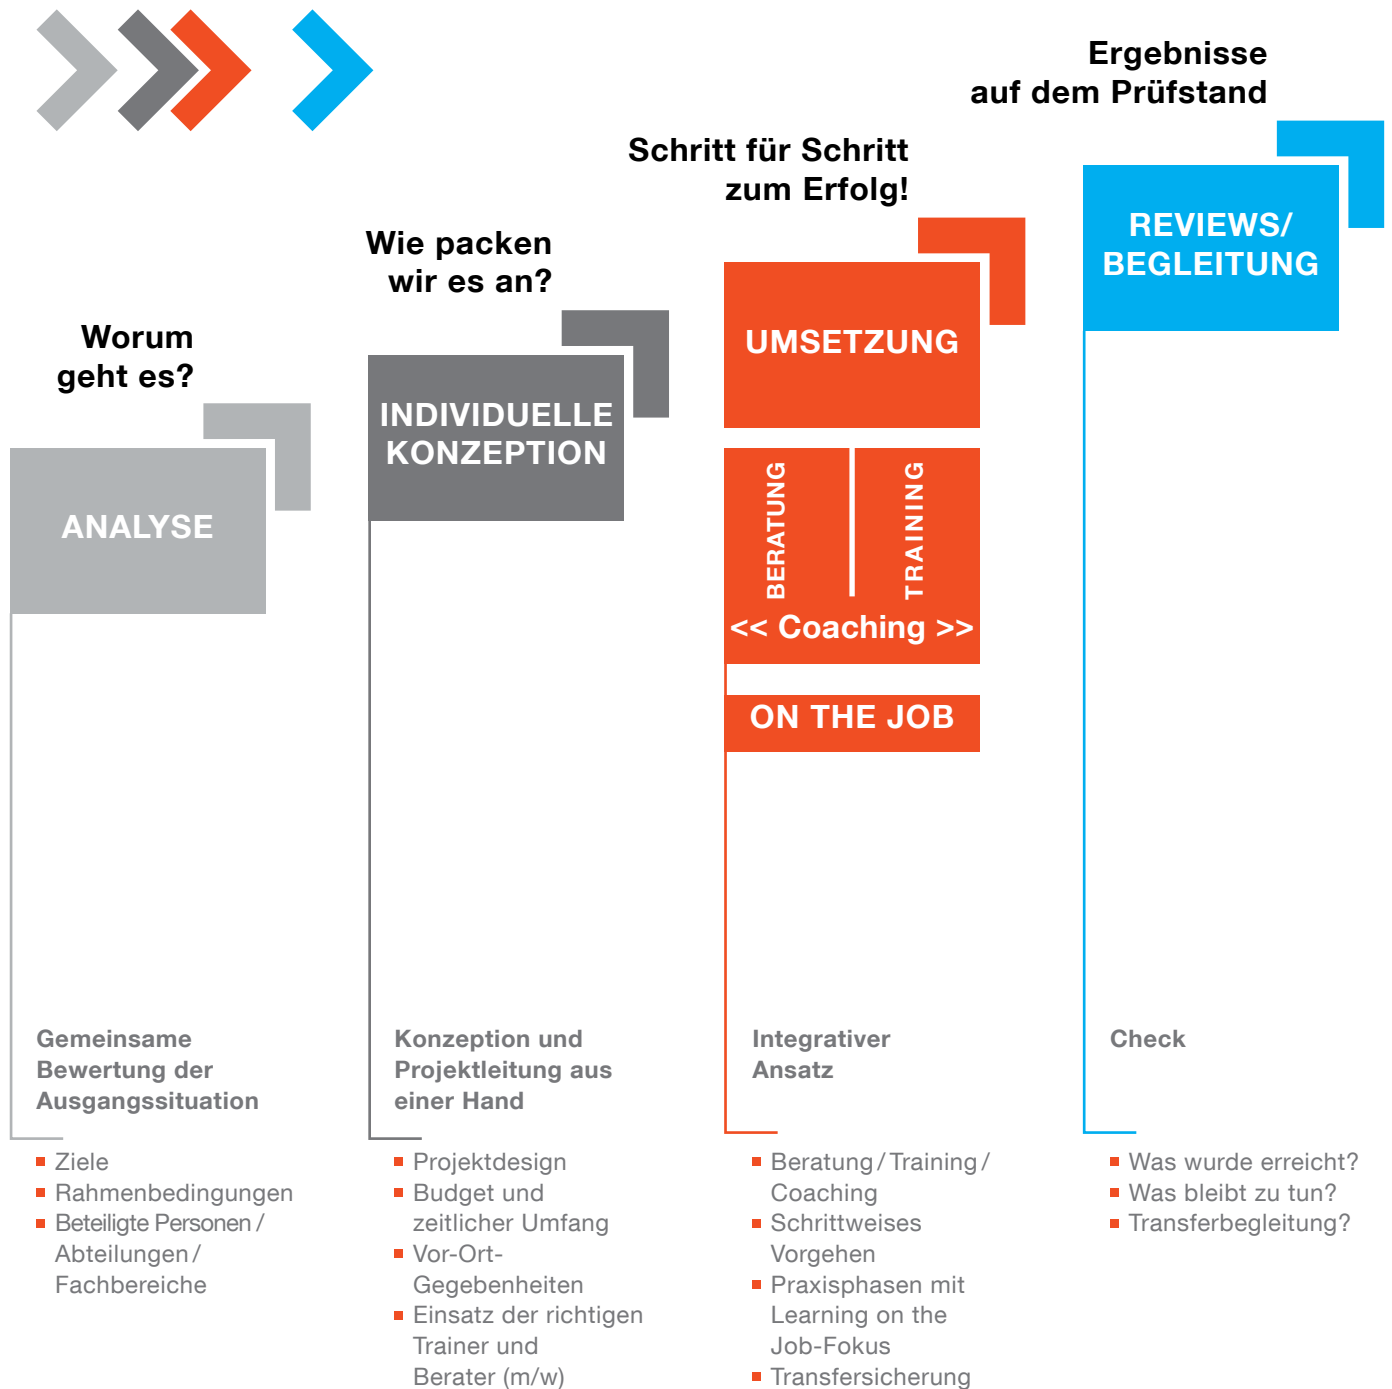 Worum
geht es?
ANALYSE
Gemeinsame
Bewertung der
Ausgangssituation
Ziele
Rahmenbedingungen
Beteiligte Personen /
Abteilungen /
Fachbereiche
Wie packen
wir es an?
INDIVIDUELLE
KONZEPTION
Konzeption und
Projektleitung aus
einer Hand
Projektdesign
Budget und
zeitlicher Umfang
Vor-Ort-
Gegebenheiten
Einsatz der richtigen
Trainer und
Berater (m/w)
Schritt für Schritt
zum Erfolg!
UMSETZUNG
BERATUNG
TRAINING
<< Coaching >>
ON THE JOB
Integrativer
Ansatz
Beratung / Training /
Coaching
Schrittweises
Vorgehen
Praxisphasen mit
Learning on the
Job-Fokus
Transfersicherung
Ergebnisse
auf dem Prüfstand
REVIEWS/
BEGLEITUNG
Check
Was wurde erreicht?
Was bleibt zu tun?
Transferbegleitung?